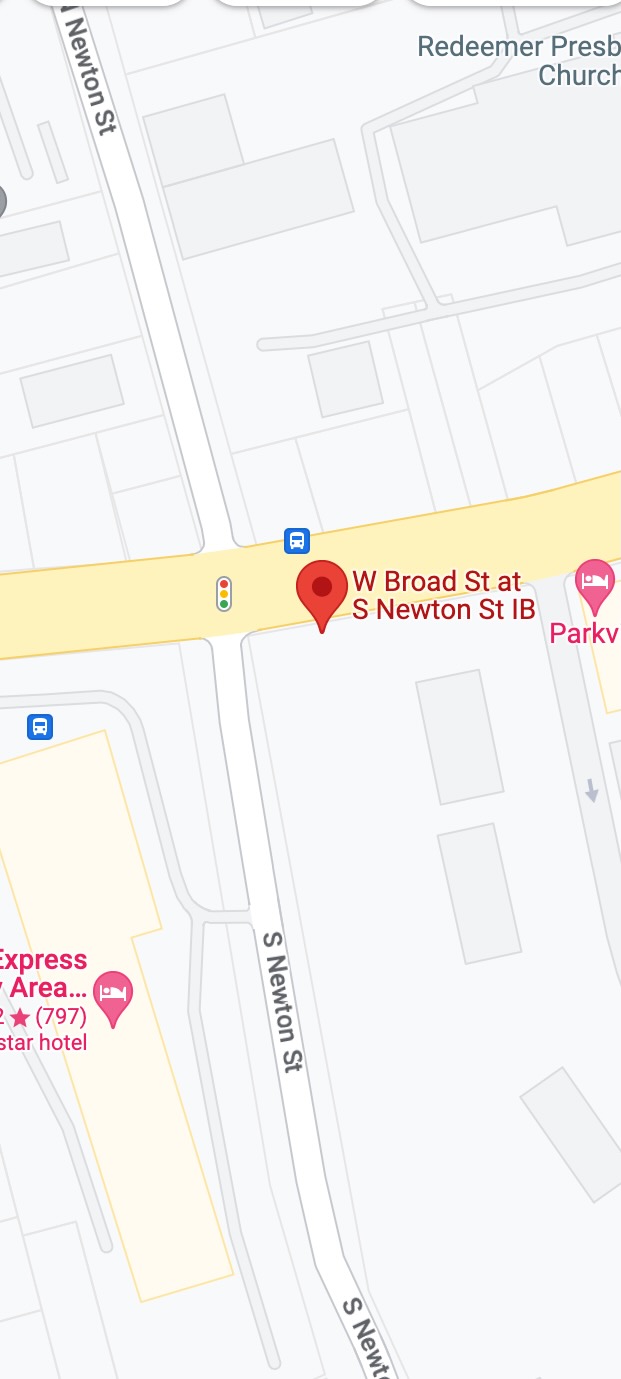 N Newton St
Redeemer Presb
Church
W Broad St at
S Newton St IB
Parkv
Express
Area...
(797)
star hotel
S Newton St
S Newto